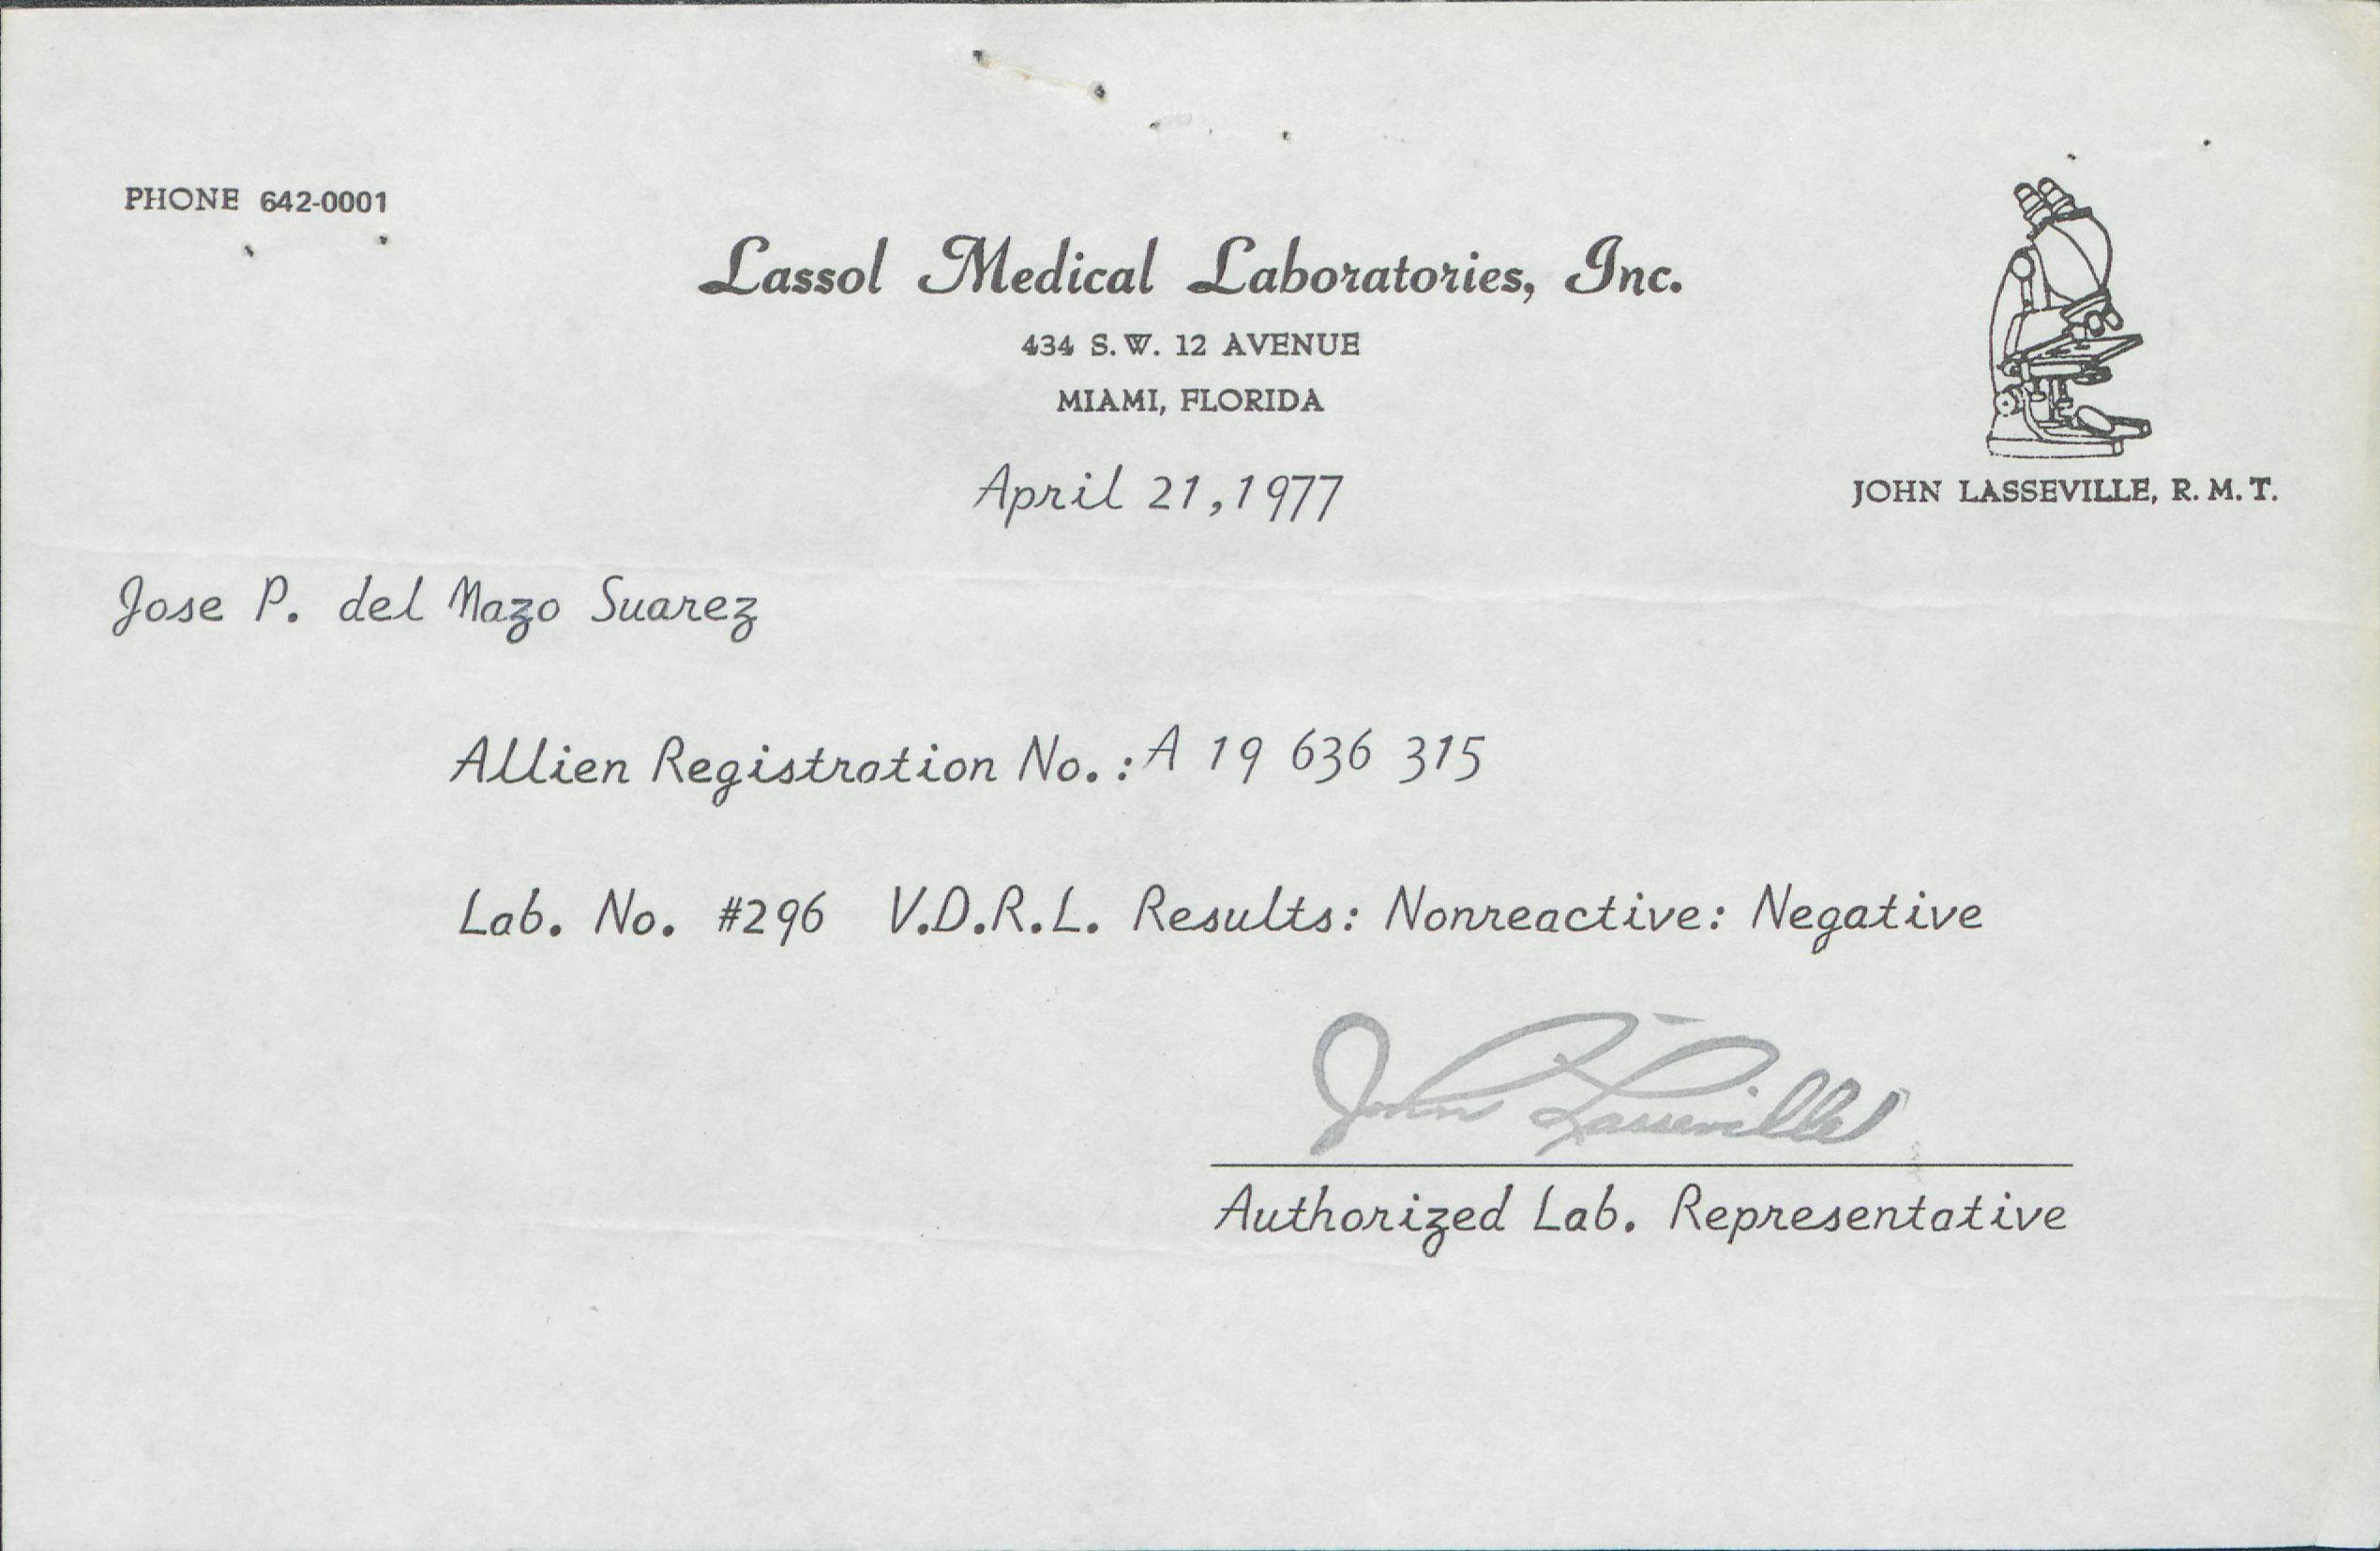 PHONE 642-0001
Lassol Medical Laboratories, Inc.
434 S. W. 12 AVENUE
MIAMI, FLORIDA
April 21, 1977
JOHN LASSEVILLE, R. M. T.
Jose P. del Mazo Suarez
Allien Registration No.: A 19 636 315
Lab. No. #296 V.D.R.L. Results: Nonreactive: Negative
John Lasseville
Authorized Lab. Representative